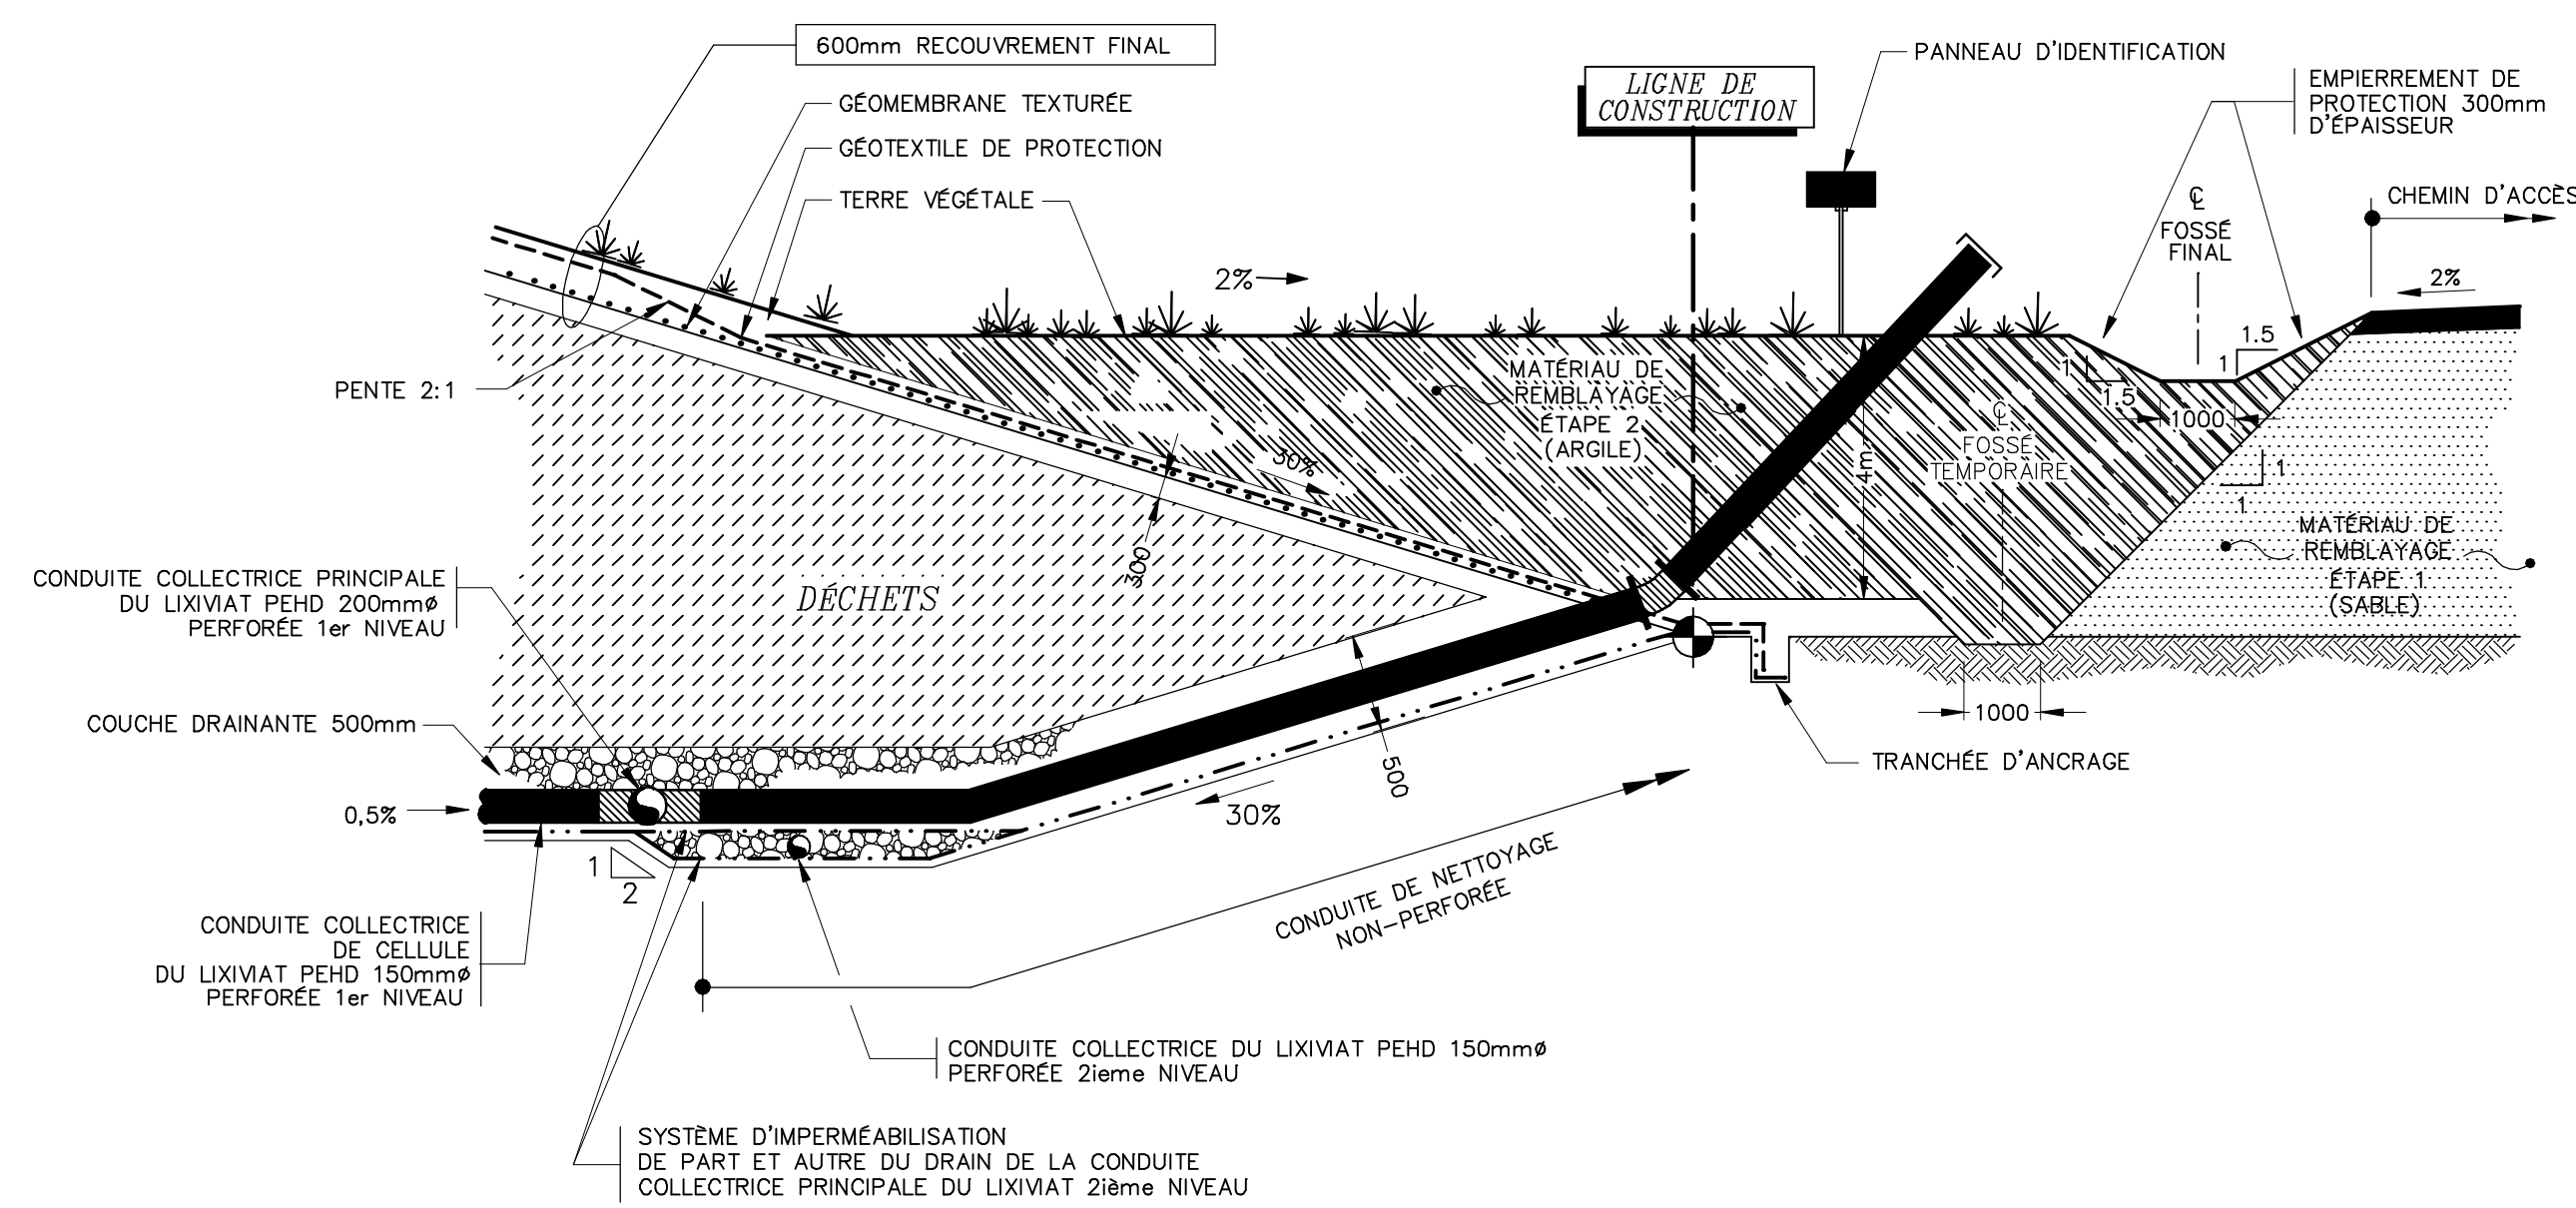 600mm RECOUVREMENT FINAL
GÉOMEMBRANE TEXTURÉE
GÉOTEXTILE DE PROTECTION
TERRE VÉGÉTALE
LIGNE DE
CONSTRUCTION
PANNEAU D'IDENTIFICATION
EMPIERREMENT DE
PROTECTION 300mm
D'ÉPAISSEUR
CHEMIN D'ACCÈS
℄
FOSSÉ
FINAL
2%
2%
1.5
1
1
1.5
1000
PENTE 2:1
MATÉRIAU DE
REMBLAYAGE
ÉTAPE 2
(ARGILE)
30%
300
4m
℄
FOSSÉ
TEMPORAIRE
1
1
MATÉRIAU DE
REMBLAYAGE
ÉTAPE 1
(SABLE)
DÉCHETS
CONDUITE COLLECTRICE PRINCIPALE
DU LIXIVIAT PEHD 200mmø
PERFORÉE 1er NIVEAU
COUCHE DRAINANTE 500mm
0,5%
1
2
500
30%
1000
TRANCHÉE D'ANCRAGE
CONDUITE DE NETTOYAGE
NON-PERFORÉE
CONDUITE COLLECTRICE
DE CELLULE
DU LIXIVIAT PEHD 150mmø
PERFORÉE 1er NIVEAU
CONDUITE COLLECTRICE DU LIXIVIAT PEHD 150mmø
PERFORÉE 2ieme NIVEAU
SYSTÈME D'IMPERMÉABILISATION
DE PART ET AUTRE DU DRAIN DE LA CONDUITE
COLLECTRICE PRINCIPALE DU LIXIVIAT 2ième NIVEAU